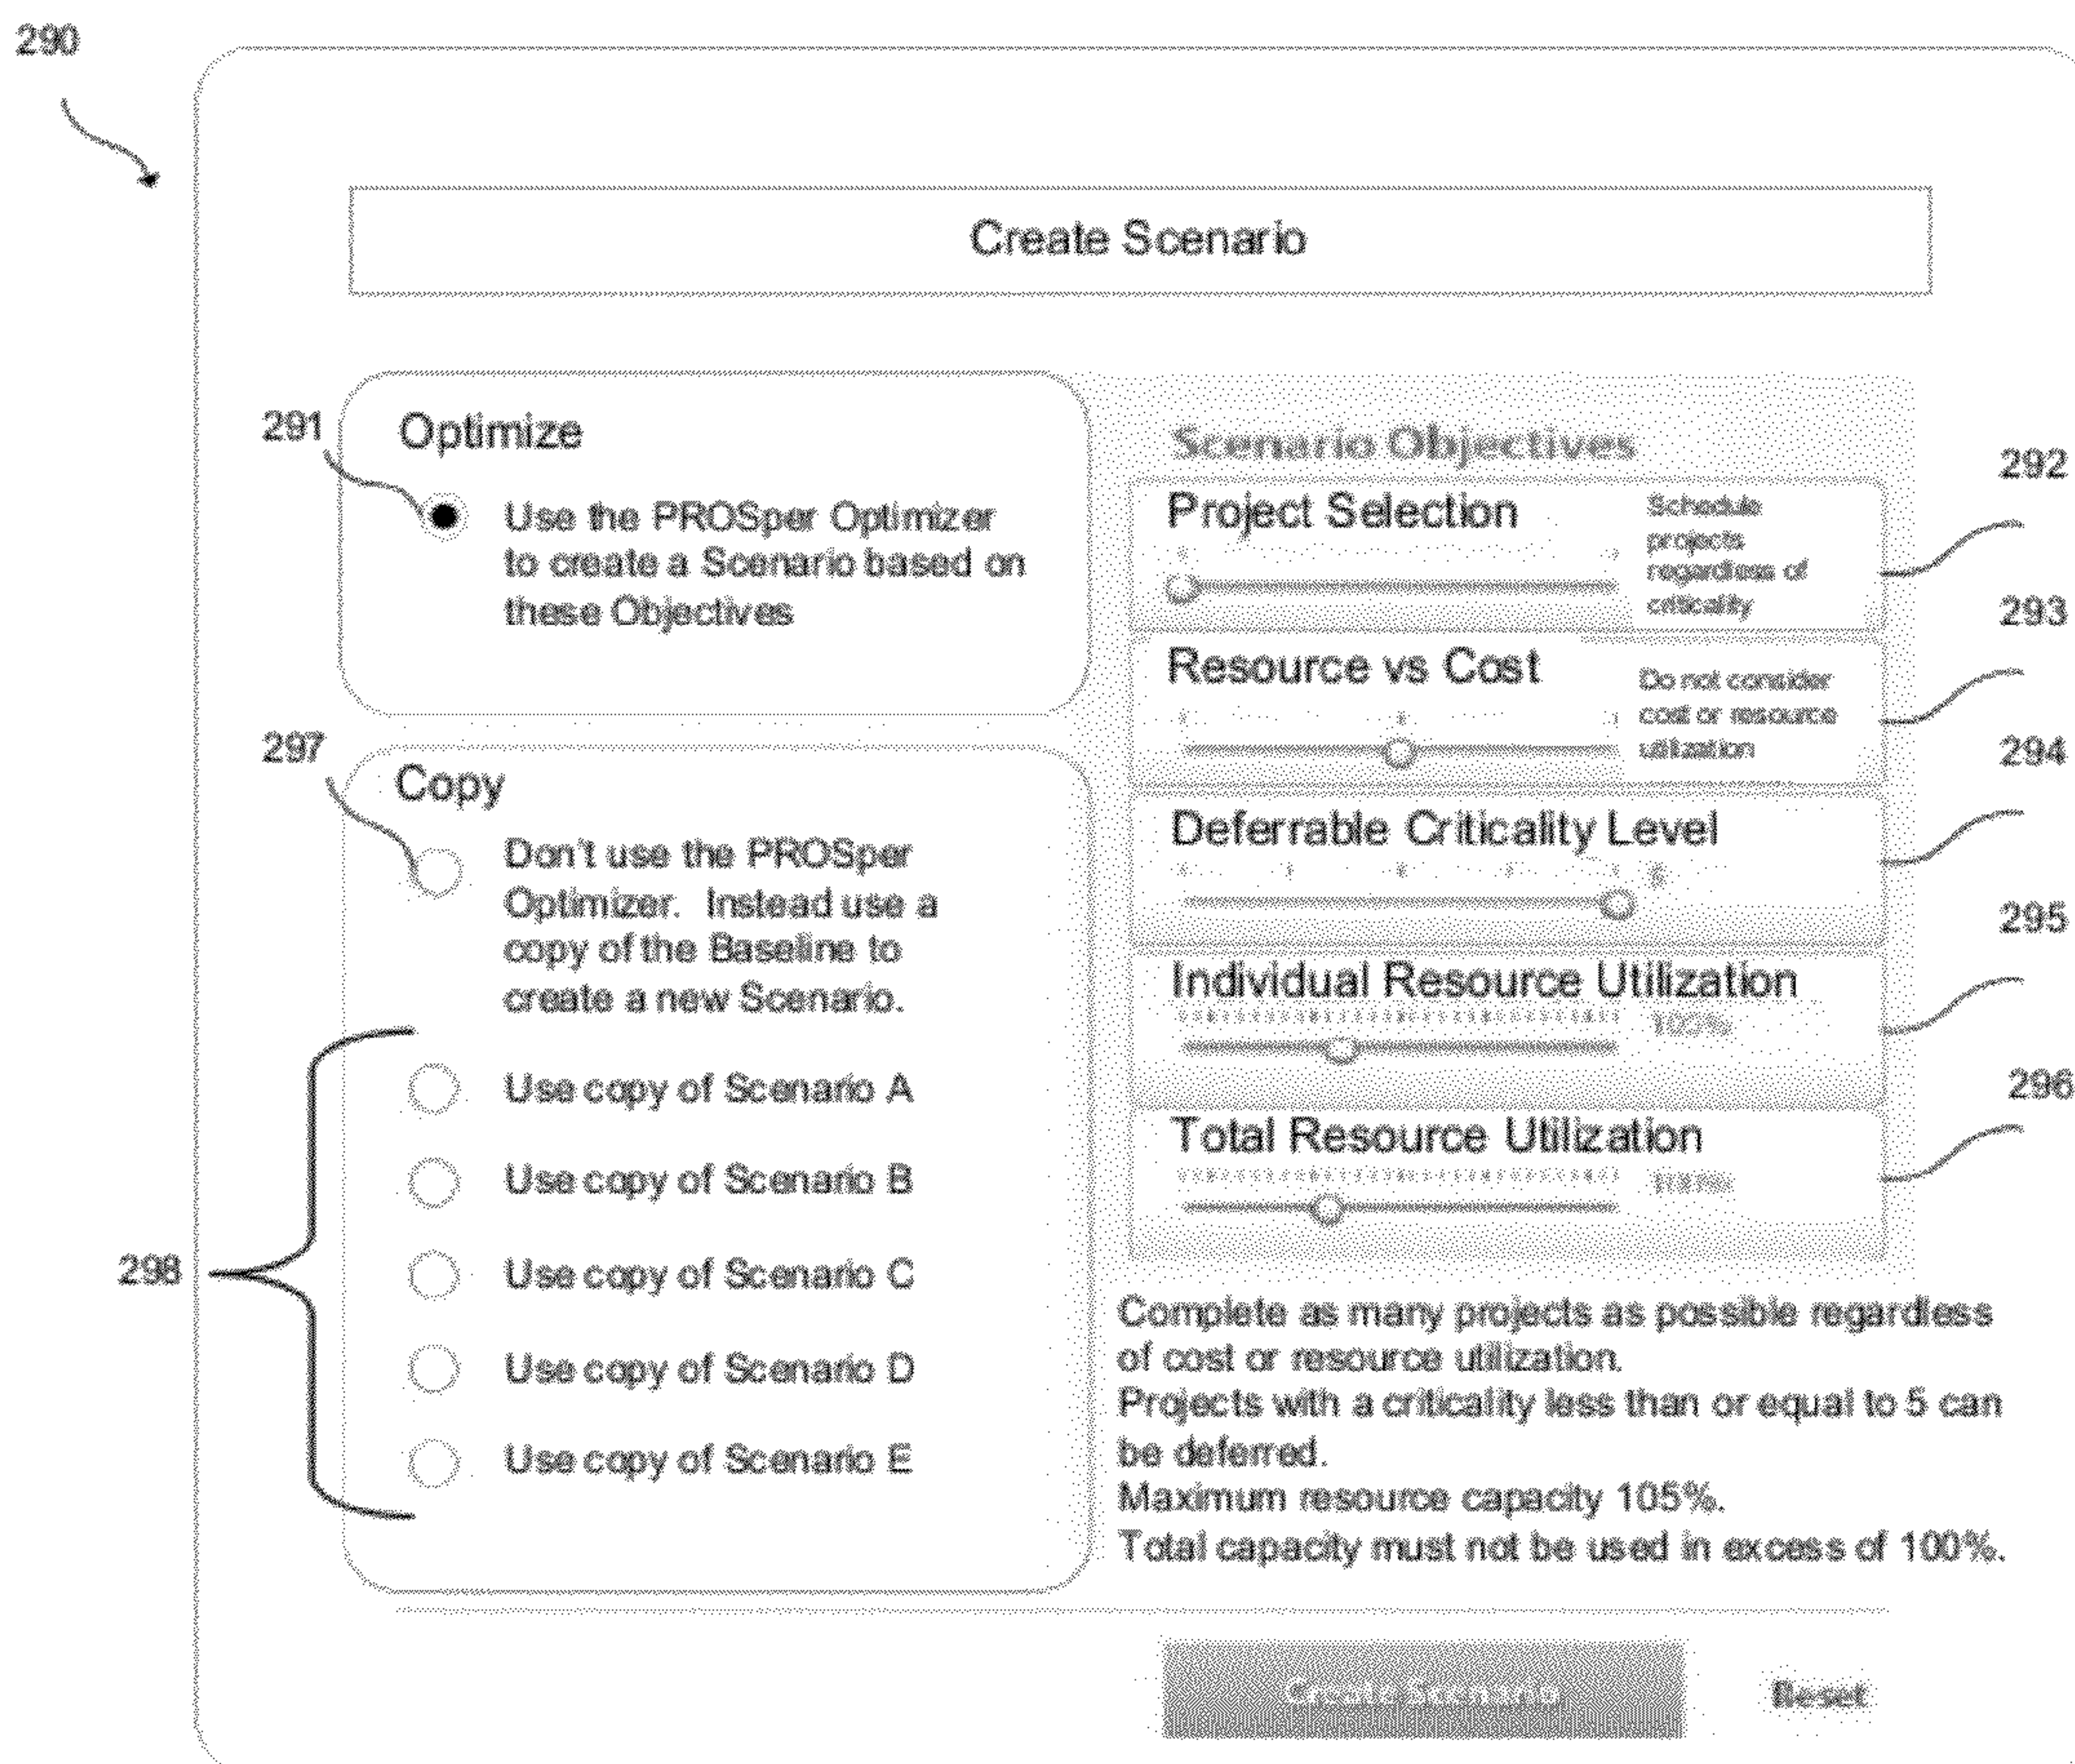 290
Create Scenario
291
Optimize
Use the PROSper Optimizer
to create a Scenario based on
these Objectives
297
Copy
Don't use the PROSper
Optimizer. Instead use a
copy of the Baseline to
create a new Scenario.
298
Use copy of Scenario A
Use copy of Scenario B
Use copy of Scenario C
Use copy of Scenario D
Use copy of Scenario E
Scenario Objectives
292
Project Selection
Schedule
projects
regardless of
criticality
293
Resource vs Cost
Do not consider
cost or resource
utilization
294
Deferrable Criticality Level
295
Individual Resource Utilization
296
Total Resource Utilization
Complete as many projects as possible regardless
of cost or resource utilization.
Projects with a criticality less than or equal to 5 can
be deferred.
Maximum resource capacity 105%.
Total capacity must not be used in excess of 100%.
Create Scenario
Reset